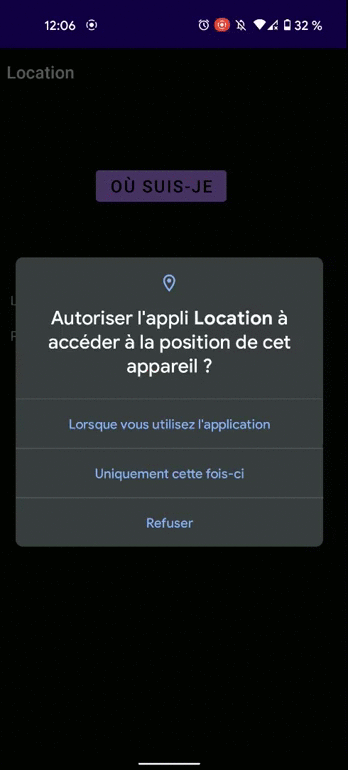 12:06
32 %
Location
OÙ SUIS-JE
L
Autoriser l'appli Location à
accéder à la position de cet
appareil ?
Lorsque vous utilisez l'application
Uniquement cette fois-ci
Refuser